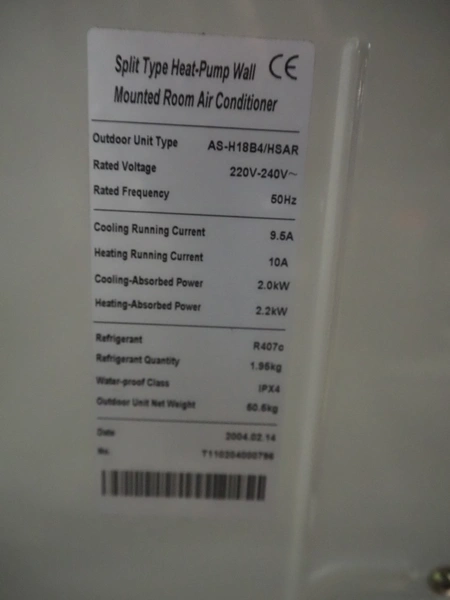 Split Type Heat-Pump Wall CE
Mounted Room Air Conditioner
Outdoor Unit Type AS-H18B4/HSAR
Rated Voltage 220V-240V~
Rated Frequency 50Hz
Cooling Running Current 9.5A
Heating Running Current 10A
Cooling-Absorbed Power 2.0kW
Heating-Absorbed Power 2.2kW
Refrigerant R407c
Refrigerant Quantity 1.95kg
Water-proof Class IPX4
Outdoor Unit Net Weight 50.5kg
Date 2004.02.14
No.